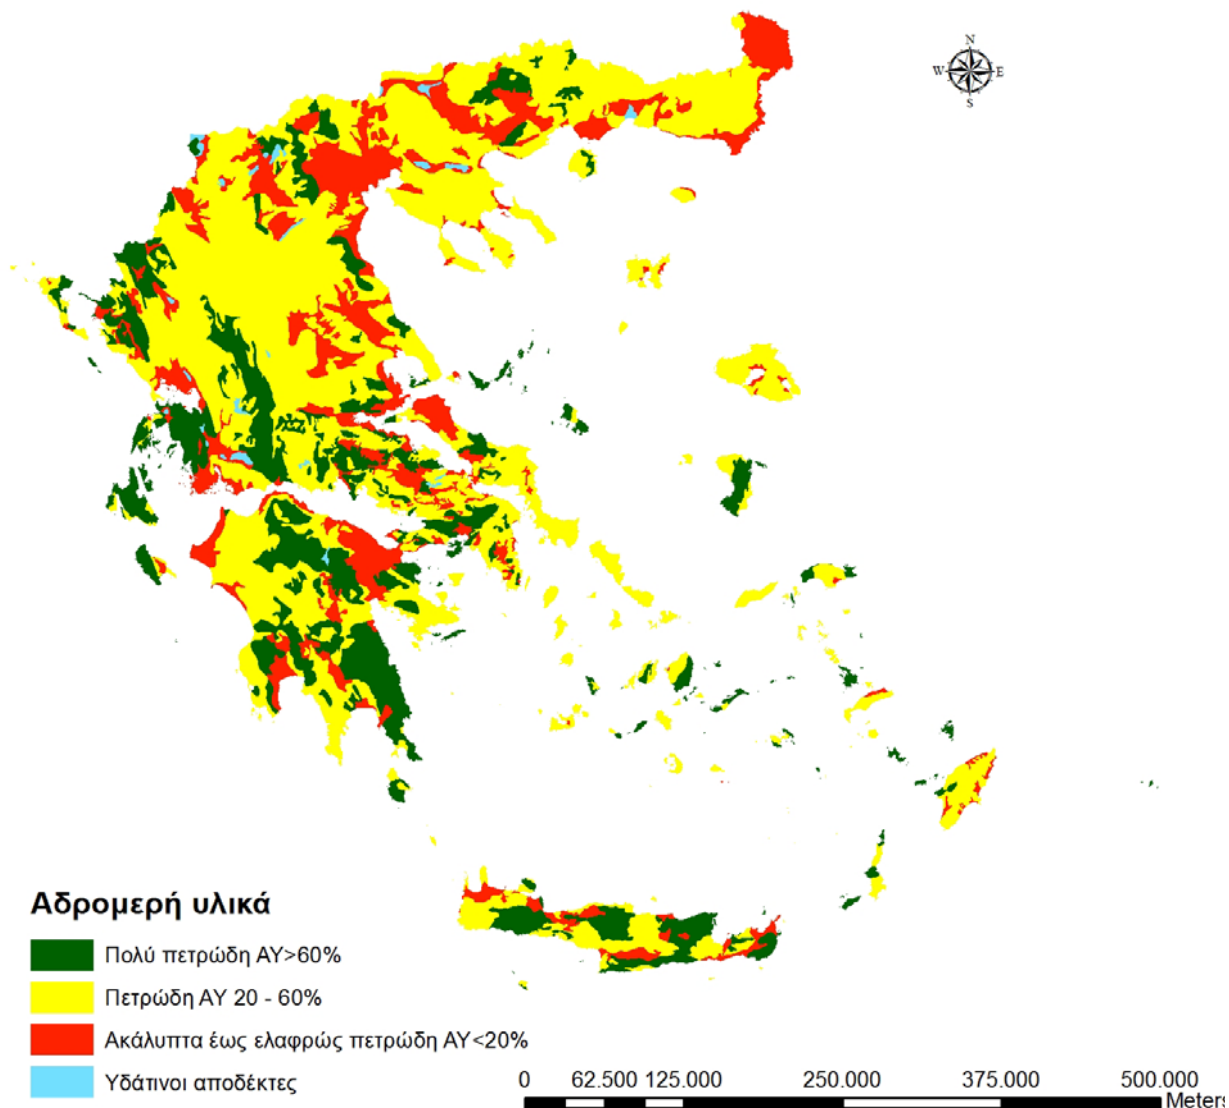 N
W E
S
Αδρομερή υλικά
Πολύ πετρώδη ΑΥ>60%
Πετρώδη ΑΥ 20 - 60%
Ακάλυπτα έως ελαφρώς πετρώδη ΑΥ<20%
Υδάτινοι αποδέκτες
0 62.500 125.000 250.000 375.000 500.000
Meters